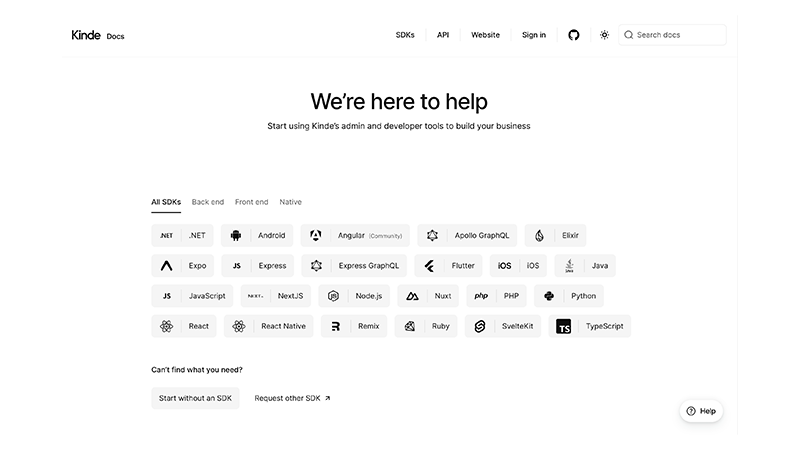 Kinde Docs SDKs API Website Sign in Search docs
We're here to help
Start using Kinde's admin and developer tools to build your business
All SDKs Back end Front end Native
.NET .NET Android Angular (Community) Apollo GraphQL Elixir
Expo JS Express Express GraphQL Flutter iOS iOS JAVA Java
JS JavaScript NEXT.JS NextJS Node.js Nuxt php PHP Python
React React Native Remix Ruby SvelteKit TS TypeScript
Can't find what you need?
Start without an SDK Request other SDK
Help